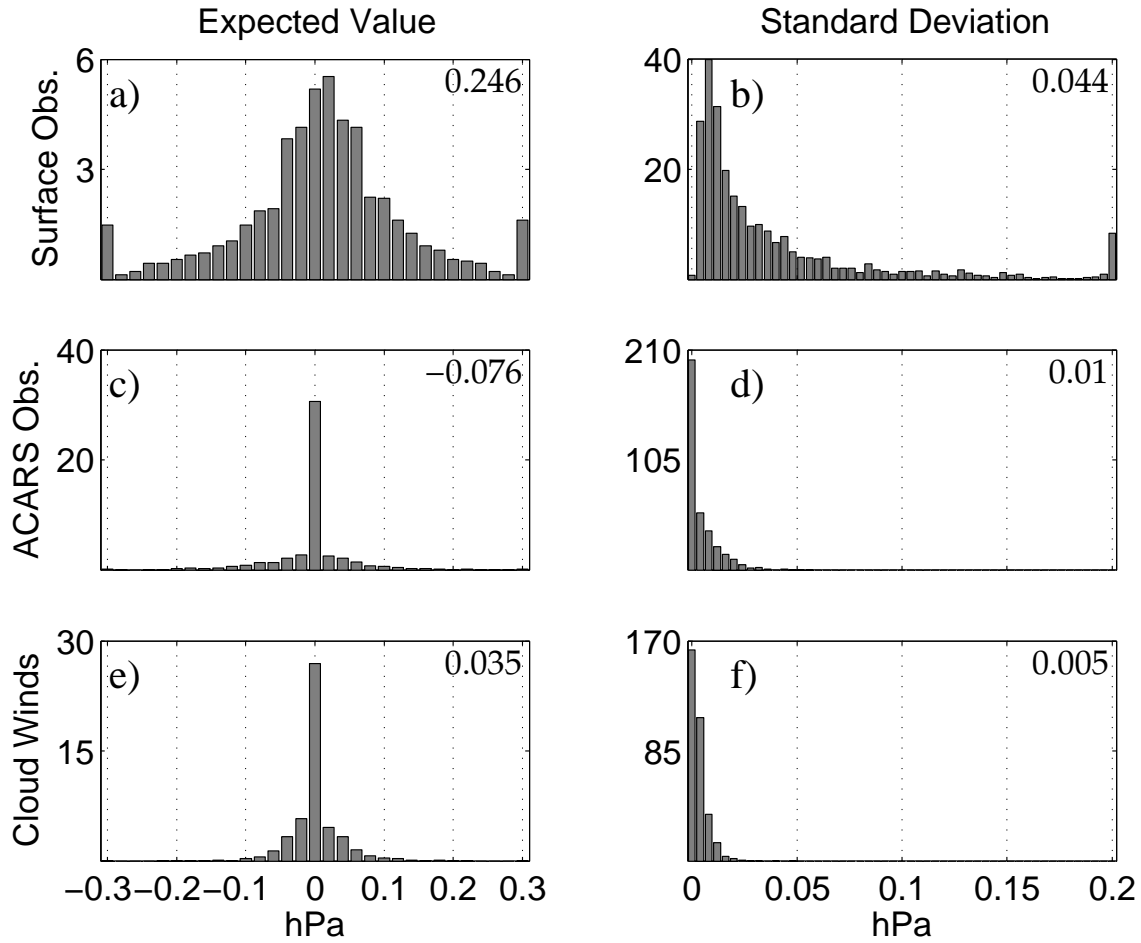 Expected Value
Standard Deviation
Surface Obs.
6
3
a)
0.246
40
20
b)
0.044
ACARS Obs.
40
20
c)
−0.076
210
105
d)
0.01
Cloud Winds
30
15
e)
0.035
170
85
f)
0.005
−0.3 −0.2 −0.1 0 0.1 0.2 0.3
hPa
0 0.05 0.1 0.15 0.2
hPa